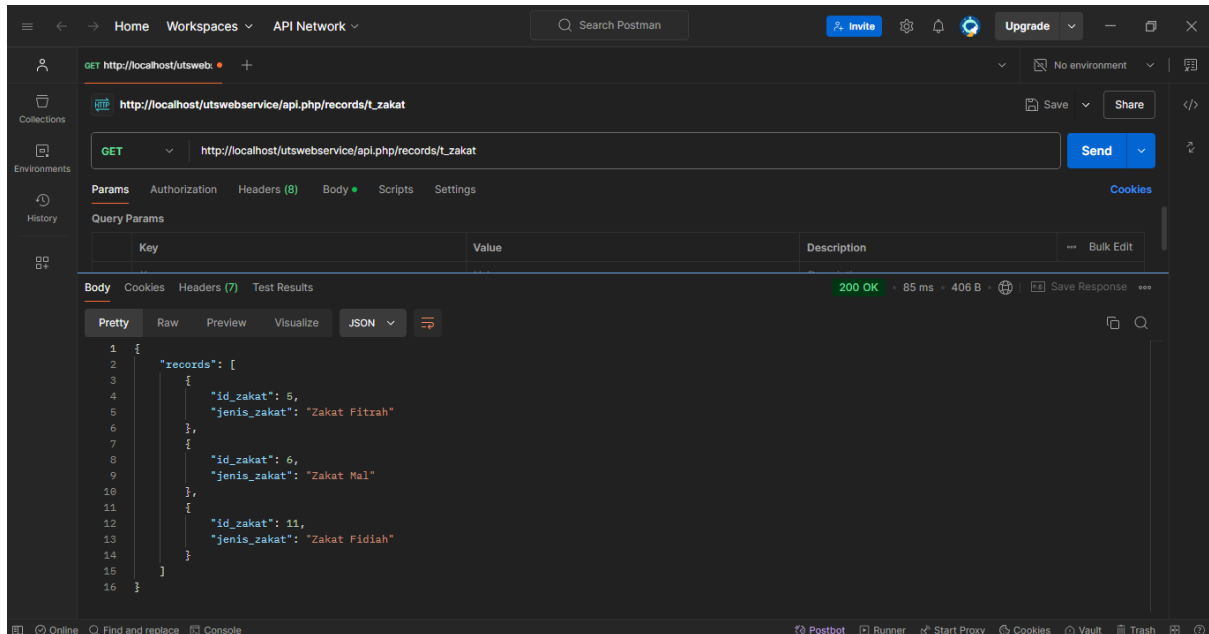 Home Workspaces API Network Search Postman Invite Upgrade
GET http://localhost/utsweb: No environment
HTTP http://localhost/utswebservice/api.php/records/t_zakat Save Share
Collections
GET http://localhost/utswebservice/api.php/records/t_zakat Send
Environments
Params Authorization Headers (8) Body Scripts Settings Cookies
History
Query Params
Key Value Description Bulk Edit
Body Cookies Headers (7) Test Results 200 OK 85 ms 406 B e.g. Save Response
Pretty Raw Preview Visualize JSON
1 {
2 "records": [
3 {
4 "id_zakat": 5,
5 "jenis_zakat": "Zakat Fitrah"
6 },
7 {
8 "id_zakat": 6,
9 "jenis_zakat": "Zakat Mal"
10 },
11 {
12 "id_zakat": 11,
13 "jenis_zakat": "Zakat Fidiah"
14 }
15 ]
16 }
Online Find and replace Console Postbot Runner Start Proxy Cookies Vault Trash